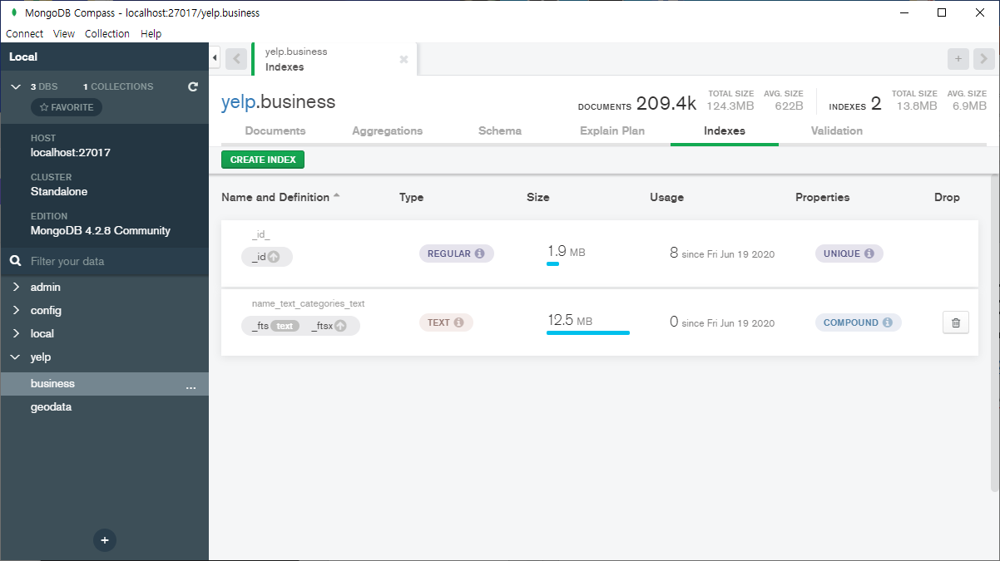 MongoDB Compass - localhost:27017/yelp.business
Connect View Collection Help
Local
3 DBS 1 COLLECTIONS
FAVORITE
HOST
localhost:27017
CLUSTER
Standalone
EDITION
MongoDB 4.2.8 Community
Filter your data
admin
config
local
yelp
business ...
geodata
+
yelp.business
Indexes
+
yelp.business
DOCUMENTS 209.4k TOTAL SIZE 124.3MB AVG. SIZE 622B INDEXES 2 TOTAL SIZE 13.8MB AVG. SIZE 6.9MB
Documents Aggregations Schema Explain Plan Indexes Validation
CREATE INDEX
Name and Definition Type Size Usage Properties Drop
_id_
_id REGULAR 1.9 MB 8 since Fri Jun 19 2020 UNIQUE
name_text_categories_text
_fts text _ftsx TEXT 12.5 MB 0 since Fri Jun 19 2020 COMPOUND